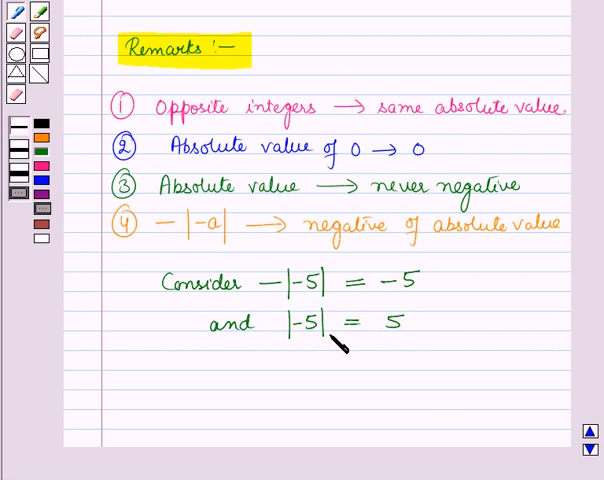 Remarks :-
① Opposite integers → same absolute value.
② Absolute value of 0 → 0
③ Absolute value → never negative
④ -|-a| → negative of absolute value
Consider -|-5| = -5
and |-5| = 5